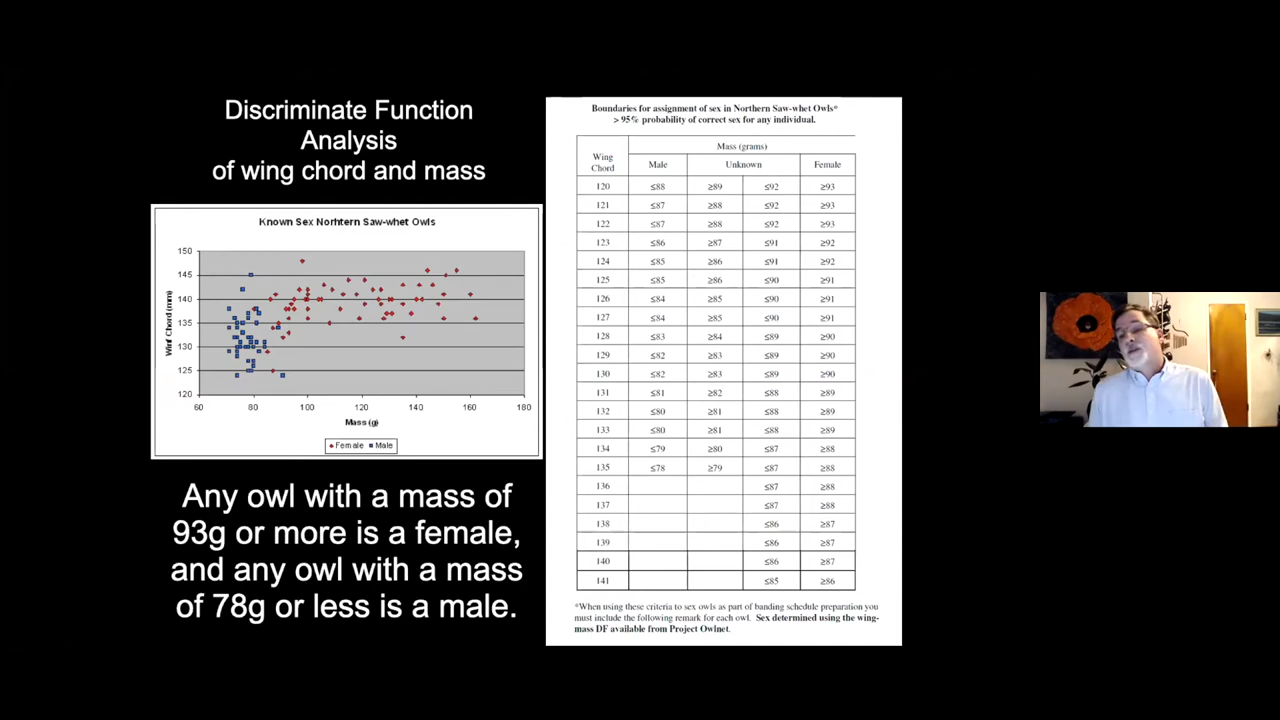 Discriminate Function
Analysis
of wing chord and mass
Known Sex Norhtern Saw-whet Owls
150
145
140
135
130
125
120
60 80 100 120 140 160 180
Mass (g)
Female Male
Any owl with a mass of
93g or more is a female,
and any owl with a mass
of 78g or less is a male.
Boundaries for assignment of sex in Northern Saw-whet Owls*
> 95% probability of correct sex for any individual.
Wing Chord Mass (grams)
Male Unknown Female
120 ≤88 ≥89 ≤92 ≥93
121 ≤87 ≥88 ≤92 ≥93
122 ≤87 ≥88 ≤92 ≥93
123 ≤86 ≥87 ≤91 ≥92
124 ≤85 ≥86 ≤91 ≥92
125 ≤85 ≥86 ≤90 ≥91
126 ≤84 ≥85 ≤90 ≥91
127 ≤84 ≥85 ≤90 ≥91
128 ≤83 ≥84 ≤89 ≥90
129 ≤82 ≥83 ≤89 ≥90
130 ≤82 ≥83 ≤89 ≥90
131 ≤81 ≥82 ≤88 ≥89
132 ≤80 ≥81 ≤88 ≥89
133 ≤80 ≥81 ≤88 ≥89
134 ≤79 ≥80 ≤87 ≥88
135 ≤78 ≥79 ≤87 ≥88
136 ≤87 ≥88
137 ≤87 ≥88
138 ≤86 ≥87
139 ≤86 ≥87
140 ≤86 ≥87
141 ≤85 ≥86
*When using these criteria to sex owls as part of banding schedule preparation you
must include the following remark for each owl. Sex determined using the wing-
mass DF available from Project Owlnet.